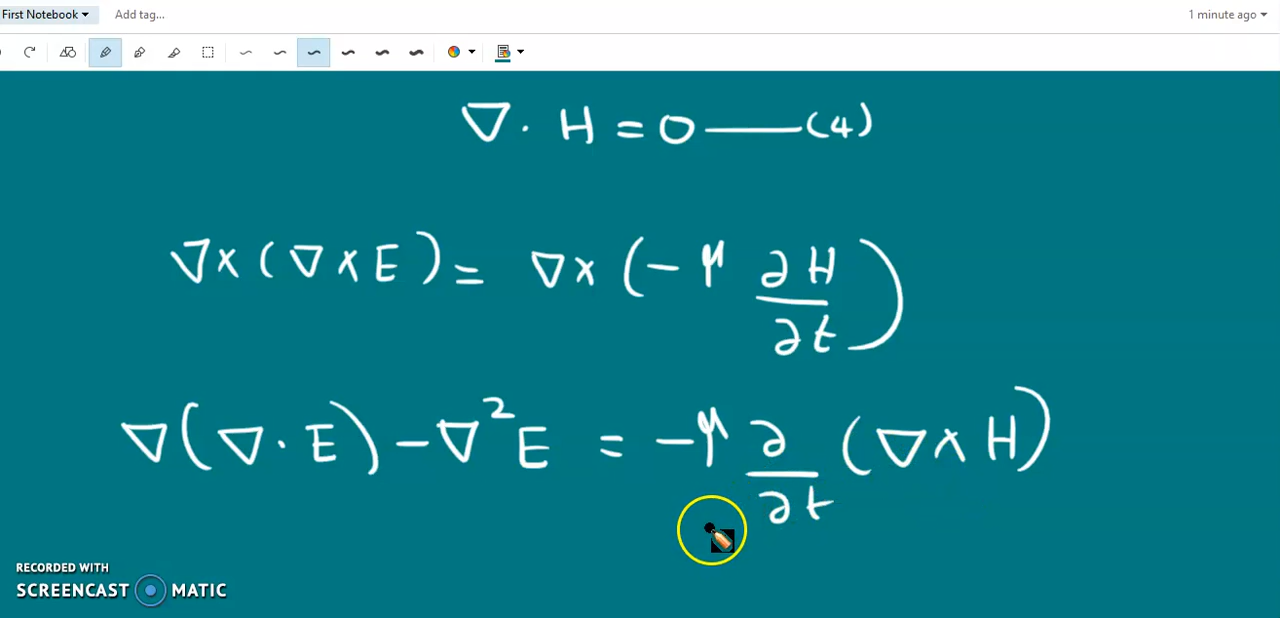 First Notebook Add tag... 1 minute ago
∇ · H = 0 —— (4)
∇ × (∇ × E) = ∇ × (−μ ∂H/∂t)
∇(∇ · E) − ∇²E = −μ ∂/∂t (∇ × H)
RECORDED WITH
SCREENCAST MATIC